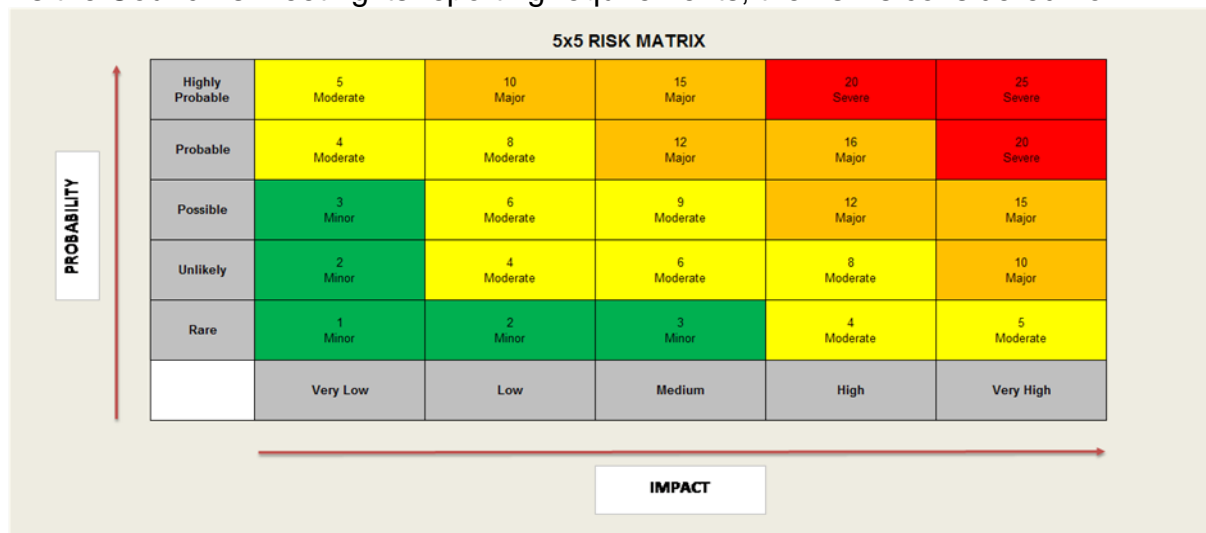 5x5 RISK MATRIX
PROBABILITY
Highly
Probable
5
Moderate
10
Major
15
Major
20
Severe
25
Severe
Probable
4
Moderate
8
Moderate
12
Major
16
Major
20
Severe
Possible
3
Minor
6
Moderate
9
Moderate
12
Major
15
Major
Unlikely
2
Minor
4
Moderate
6
Moderate
8
Moderate
10
Major
Rare
1
Minor
2
Minor
3
Minor
4
Moderate
5
Moderate
Very Low
Low
Medium
High
Very High
IMPACT